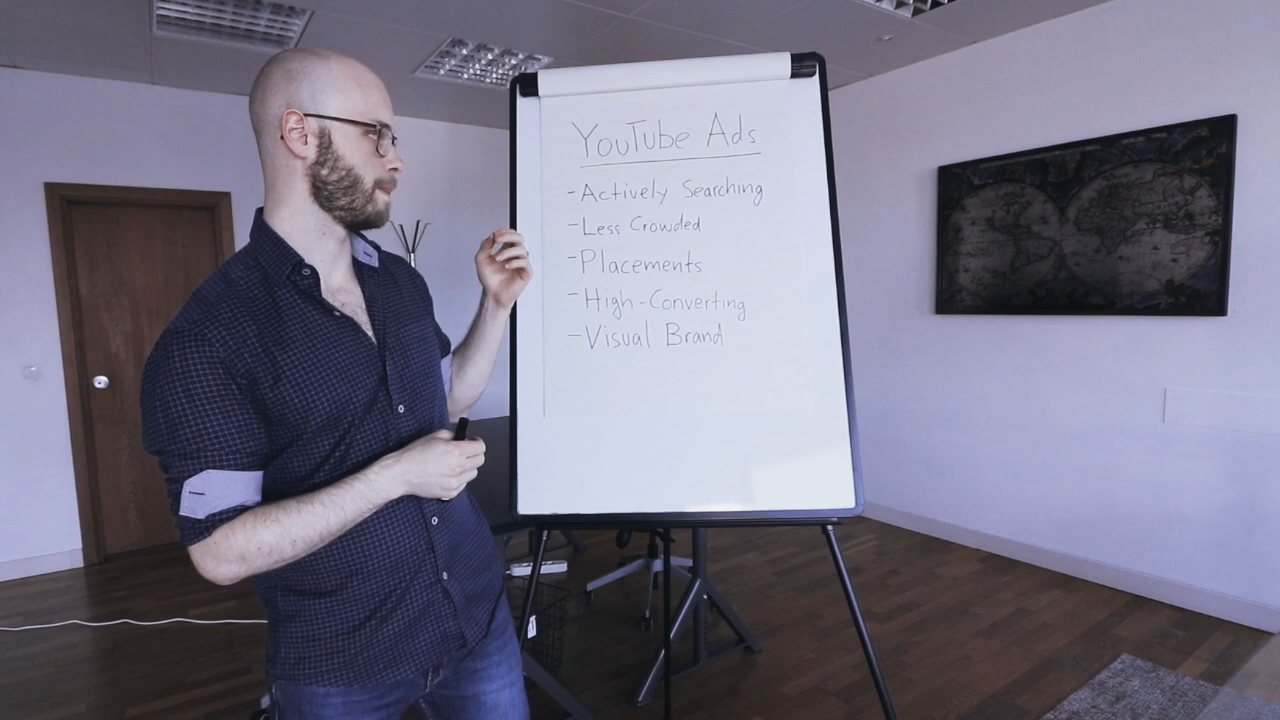 YouTube Ads
- Actively Searching
- Less Crowded
- Placements
- High-Converting
- Visual Brand